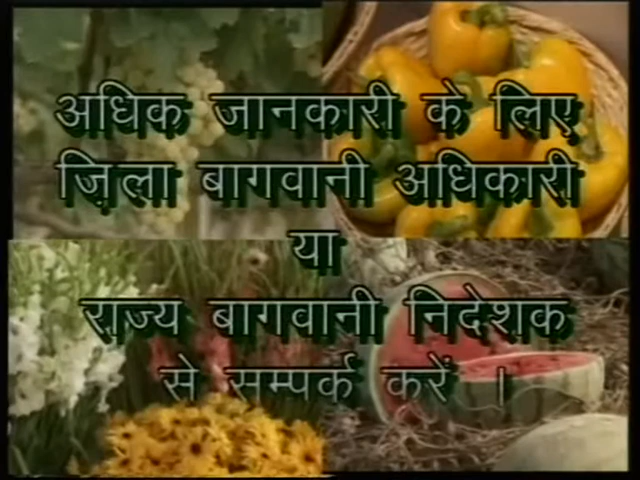 अधिक जानकारी के लिए
ज़िला बागवानी अधिकारी
या
राज्य बागवानी निदेशक
से सम्पर्क करें ।